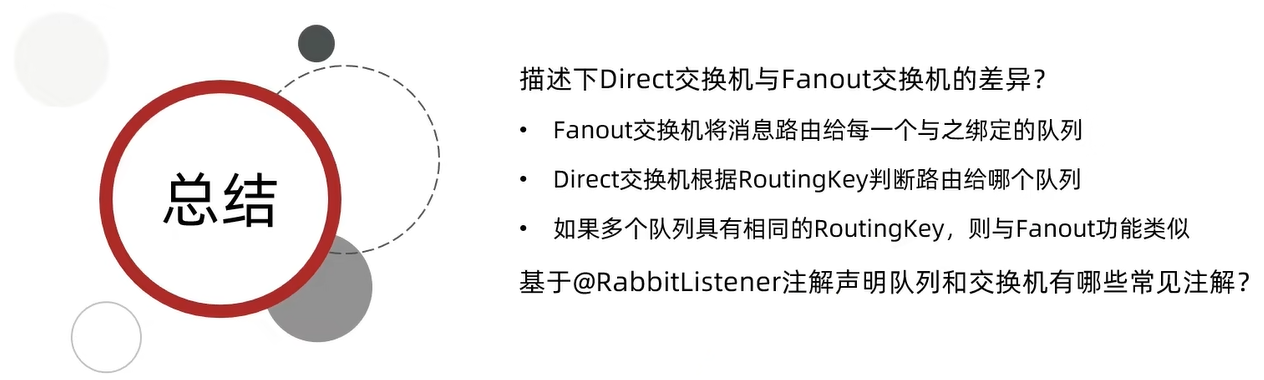 总结
描述下Direct交换机与Fanout交换机的差异？
• Fanout交换机将消息路由给每一个与之绑定的队列
• Direct交换机根据RoutingKey判断路由给哪个队列
• 如果多个队列具有相同的RoutingKey，则与Fanout功能类似
基于@RabbitListener注解声明队列和交换机有哪些常见注解？